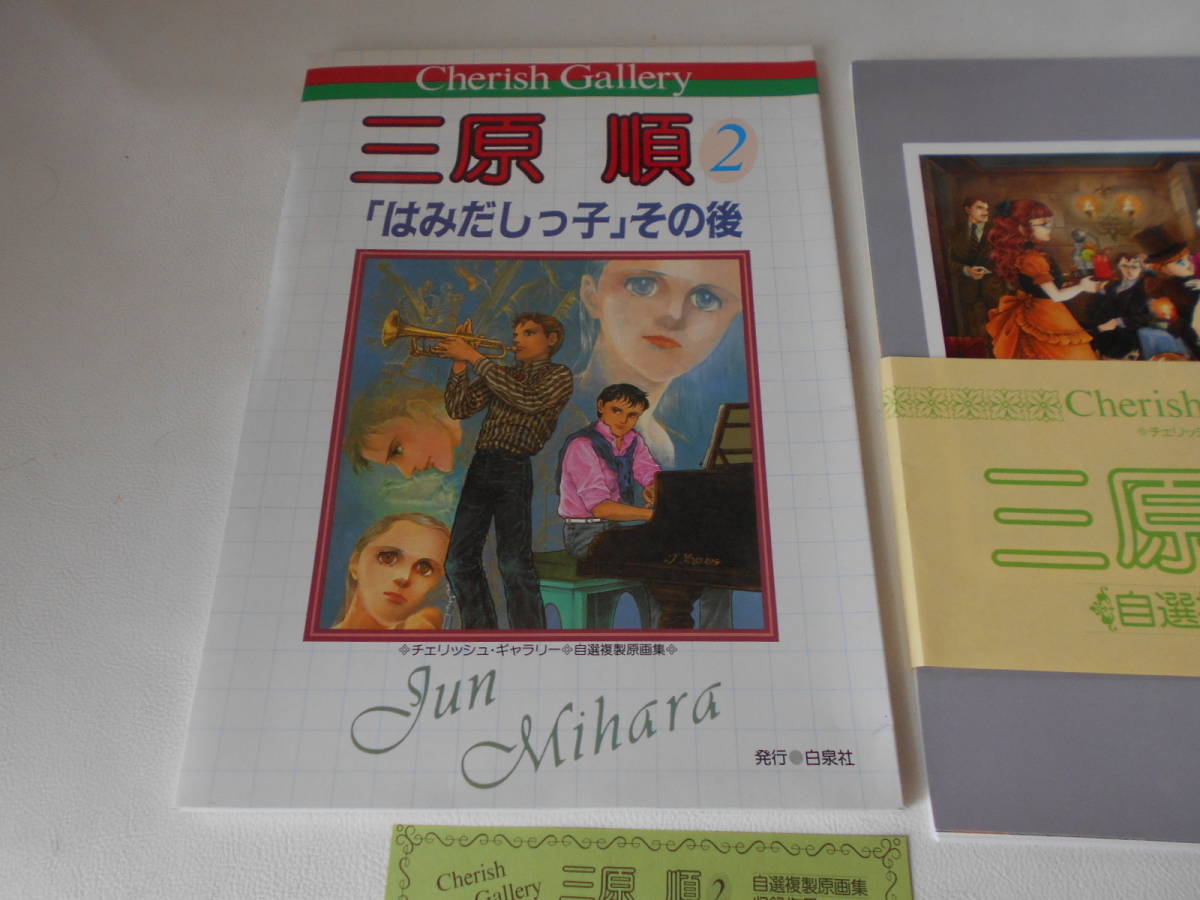 Cherish Gallery
三原 順 2
「はみだしっ子」その後
❖チェリッシュ・ギャラリー❖自選複製原画集❖
Jun
Mihara
発行●白泉社
Cherish
三原
自選
Cherish
Gallery
三原 順 2
自選複製原画集